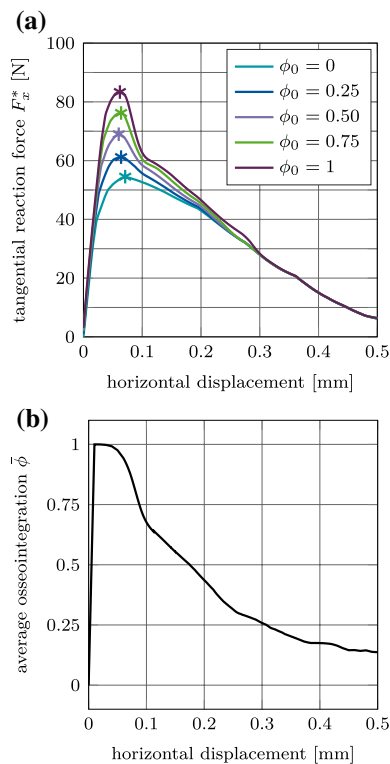 (a)
100
80
60
40
20
0
tangential reaction force F*x [N]
ϕ0 = 0
ϕ0 = 0.25
ϕ0 = 0.50
ϕ0 = 0.75
ϕ0 = 1
0 0.1 0.2 0.3 0.4 0.5
horizontal displacement [mm]
(b)
1
0.75
0.5
0.25
0
average osseointegration ϕ̄
0 0.1 0.2 0.3 0.4 0.5
horizontal displacement [mm]